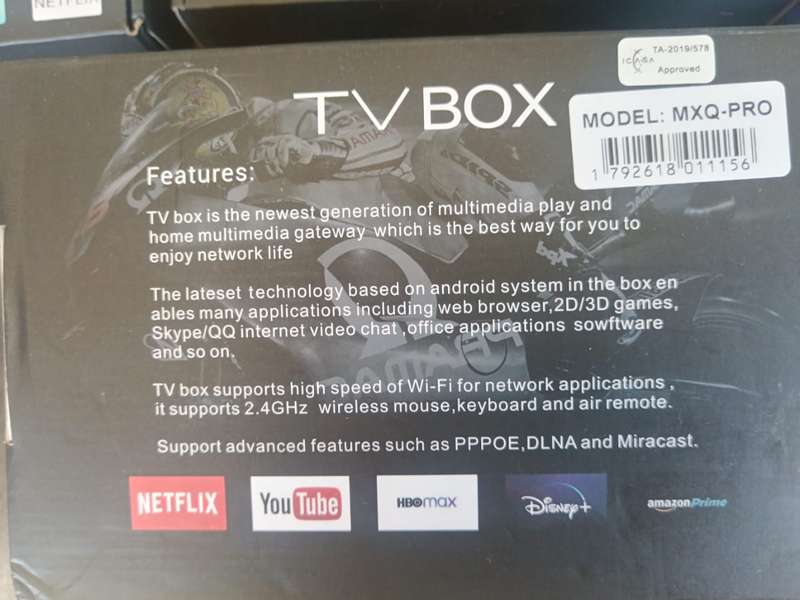 NETFLIX
ICASA
TA-2019/578
Approved
TV BOX
MODEL: MXQ-PRO
1 792618 011156
Features:
TV box is the newest generation of multimedia play and
home multimedia gateway which is the best way for you to
enjoy network life
The lateset technology based on android system in the box en
ables many applications including web browser,2D/3D games,
Skype/QQ internet video chat ,office applications sowftware
and so on.
TV box supports high speed of Wi-Fi for network applications ,
it supports 2.4GHz wireless mouse,keyboard and air remote.
Support advanced features such as PPPOE,DLNA and Miracast.
NETFLIX
YouTube
HBOmax
Disney+
amazonPrime